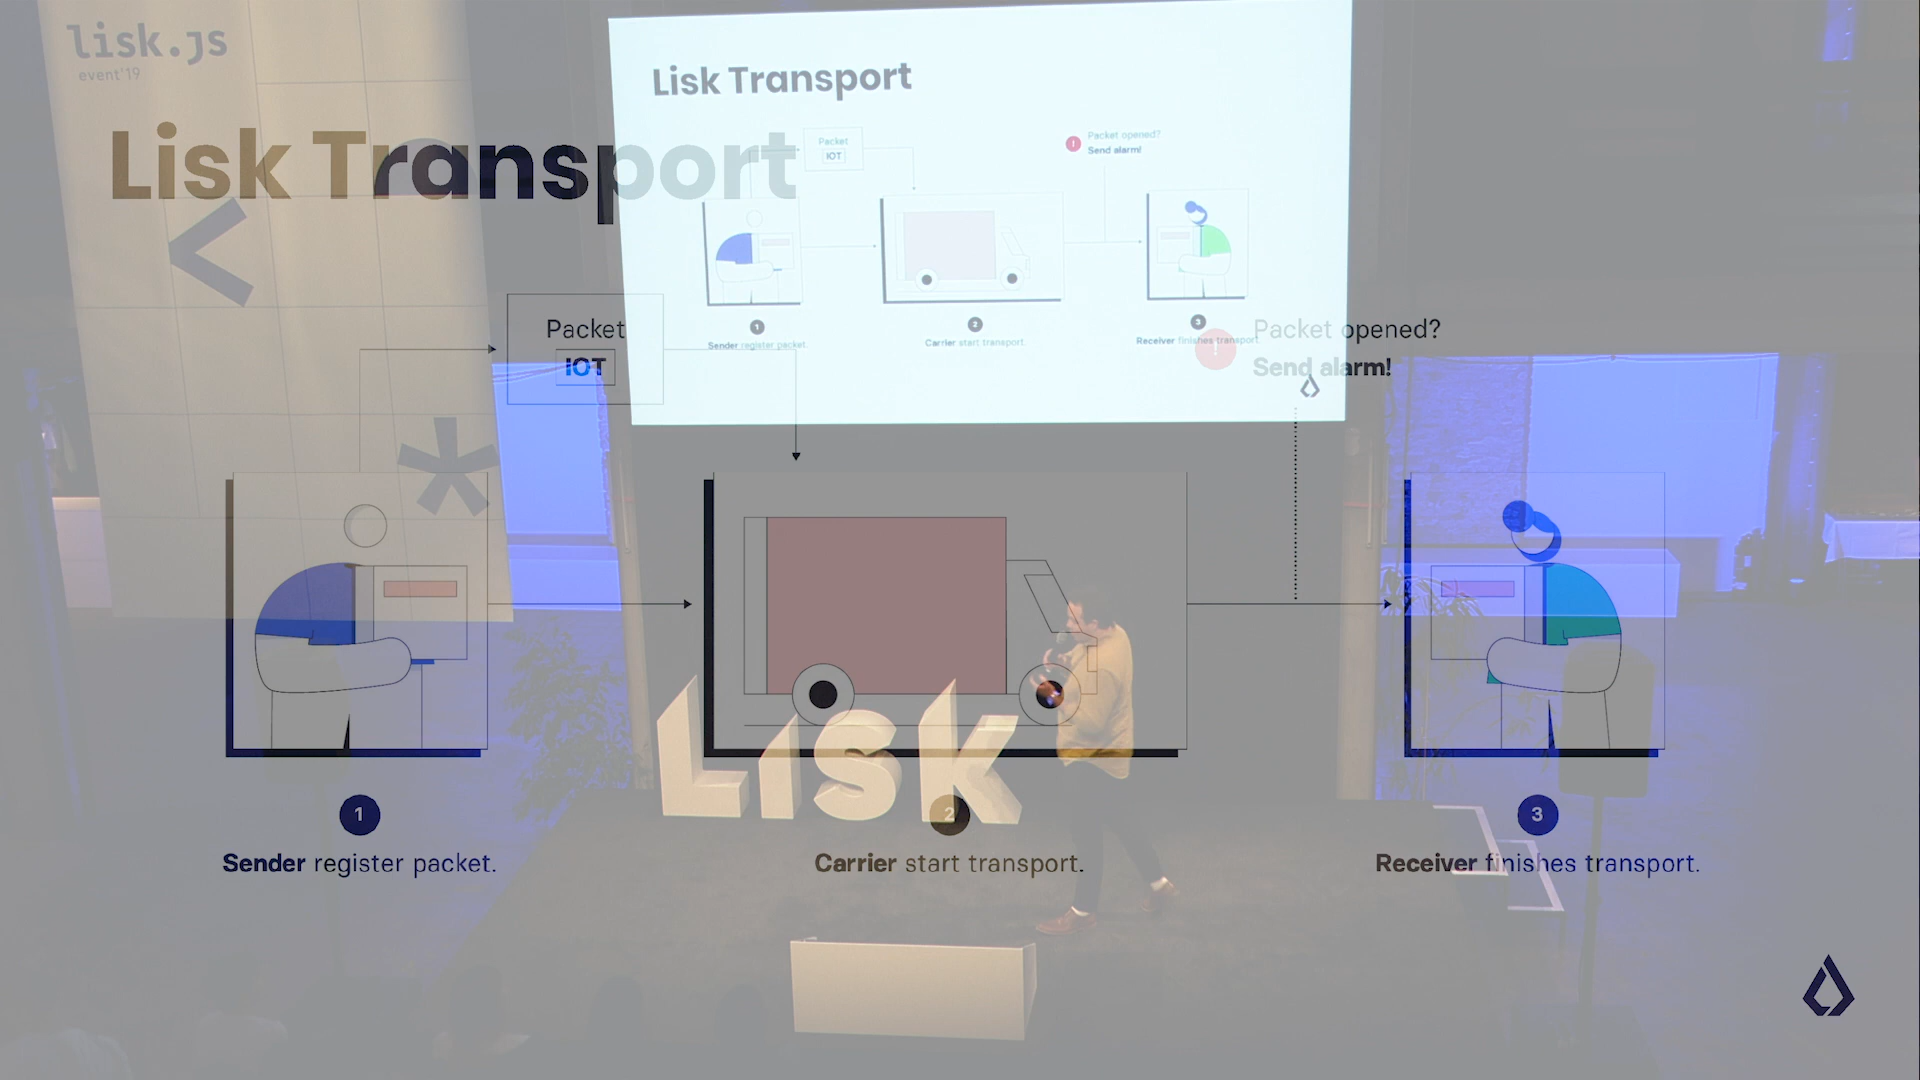 lisk.js
event'19
Lisk Transport
Packet
IOT
Packet opened?
Send alarm!
1
Sender register packet.
2
Carrier start transport.
3
Receiver finishes transport.
Lisk Transport
Packet
IOT
!
Packet opened?
Send alarm!
1
Sender register packet.
2
Carrier start transport.
3
Receiver finishes transport.
!
LISK